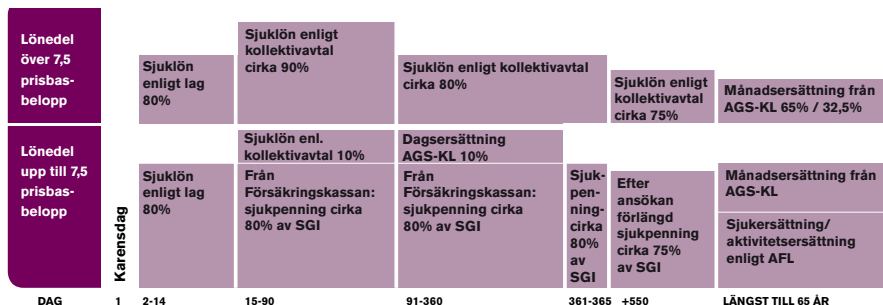 Lönedel
över 7,5
prisbas-
belopp
Sjuklön
enligt lag
80%
Sjuklön enligt
kollektivavtal
cirka 90%
Sjuklön enligt kollektivavtal
cirka 80%
Sjuklön enligt
kollektivavtal
cirka 75%
Månadsersättning från
AGS-KL 65% / 32,5%
Lönedel
upp till 7,5
prisbas-
belopp
Karensdag
Sjuklön
enligt lag
80%
Sjuklön enl.
kollektivavtal 10%
Från
Försäkringskassan:
sjukpenning cirka
80% av SGI
Dagsersättning
AGS-KL 10%
Från
Försäkringskassan:
sjukpenning cirka
80% av SGI
Sjuk-
pen-
ning-
cirka
80%
av
SGI
Efter
ansökan
förlängd
sjukpenning
cirka 75%
av SGI
Månadsersättning från
AGS-KL
Sjukersättning/
aktivitetsersättning
enligt AFL
DAG 1 2-14 15-90 91-360 361-365 +550 LÄNGST TILL 65 ÅR